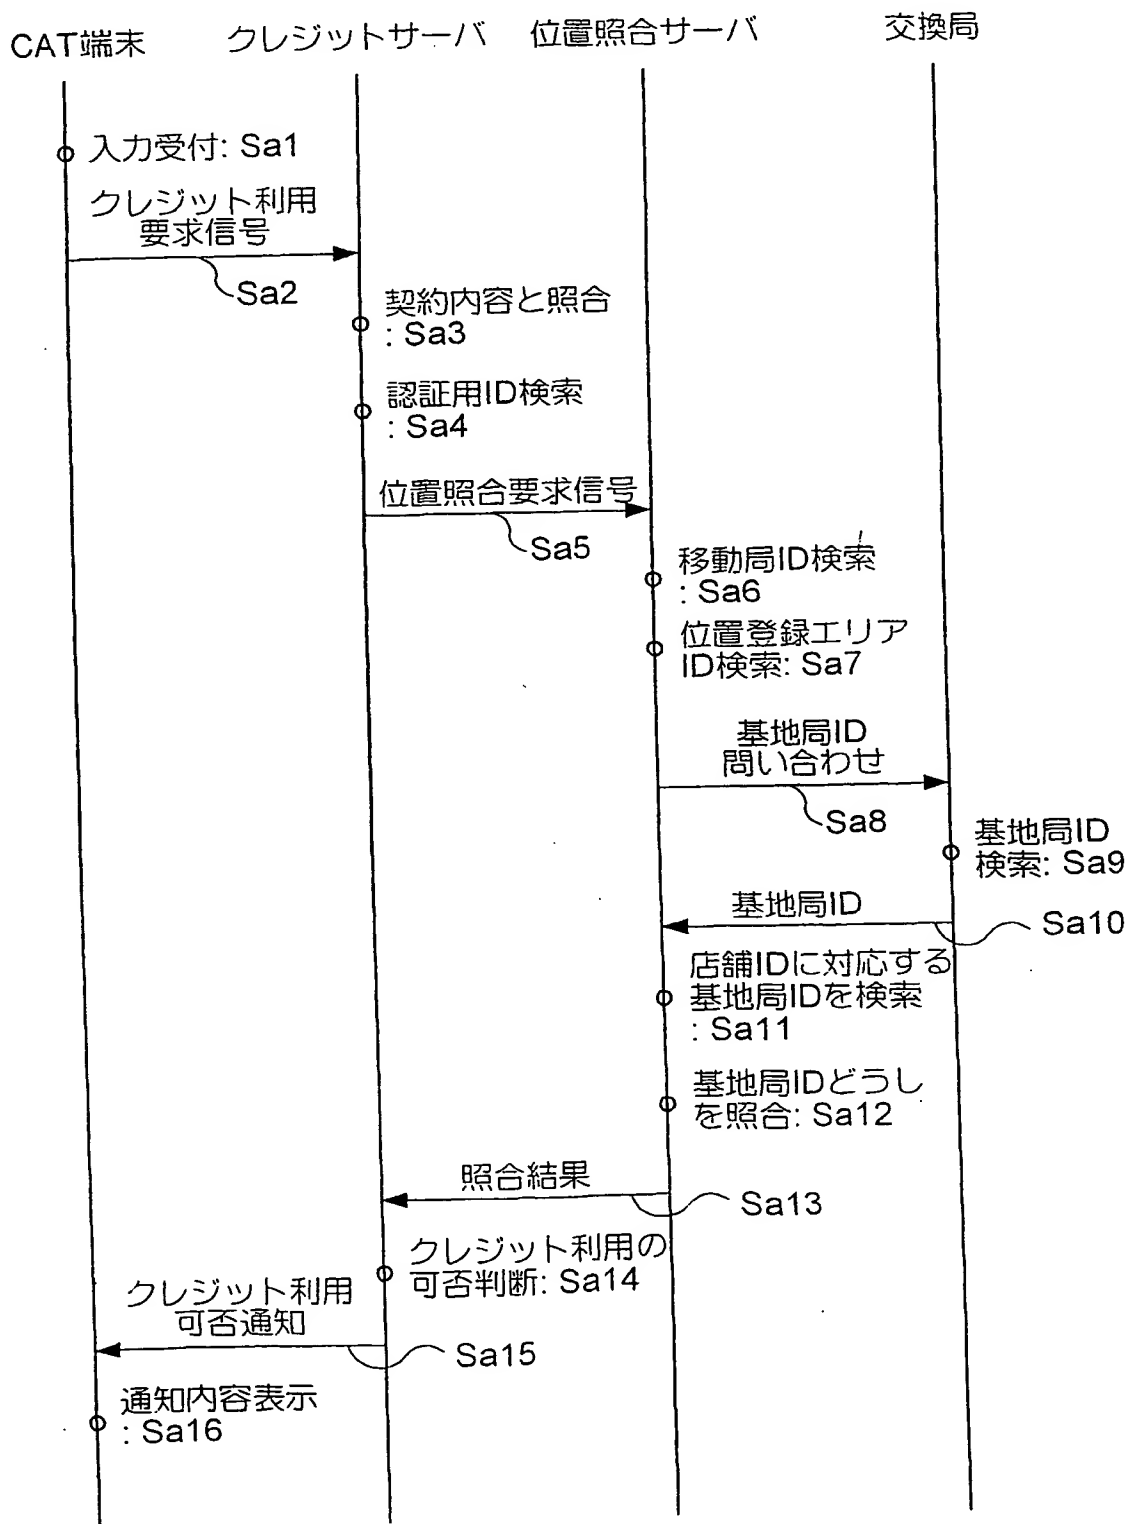 CAT端末
クレジットサーバ
位置照合サーバ
交換局
入力受付: Sa1
クレジット利用
要求信号
Sa2
契約内容と照合
: Sa3
認証用ID検索
: Sa4
位置照合要求信号
Sa5
移動局ID検索
: Sa6
位置登録エリア
ID検索: Sa7
基地局ID
問い合わせ
Sa8
基地局ID
検索: Sa9
基地局ID
Sa10
店舗IDに対応する
基地局IDを検索
: Sa11
基地局IDどうし
を照合: Sa12
照合結果
Sa13
クレジット利用の
可否判断: Sa14
クレジット利用
可否通知
Sa15
通知内容表示
: Sa16